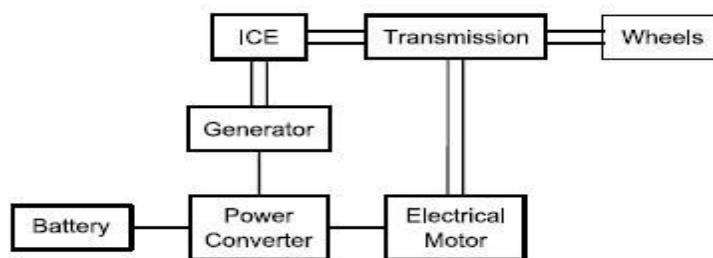 ICE
Transmission
Wheels
Generator
Battery
Power
Converter
Electrical
Motor